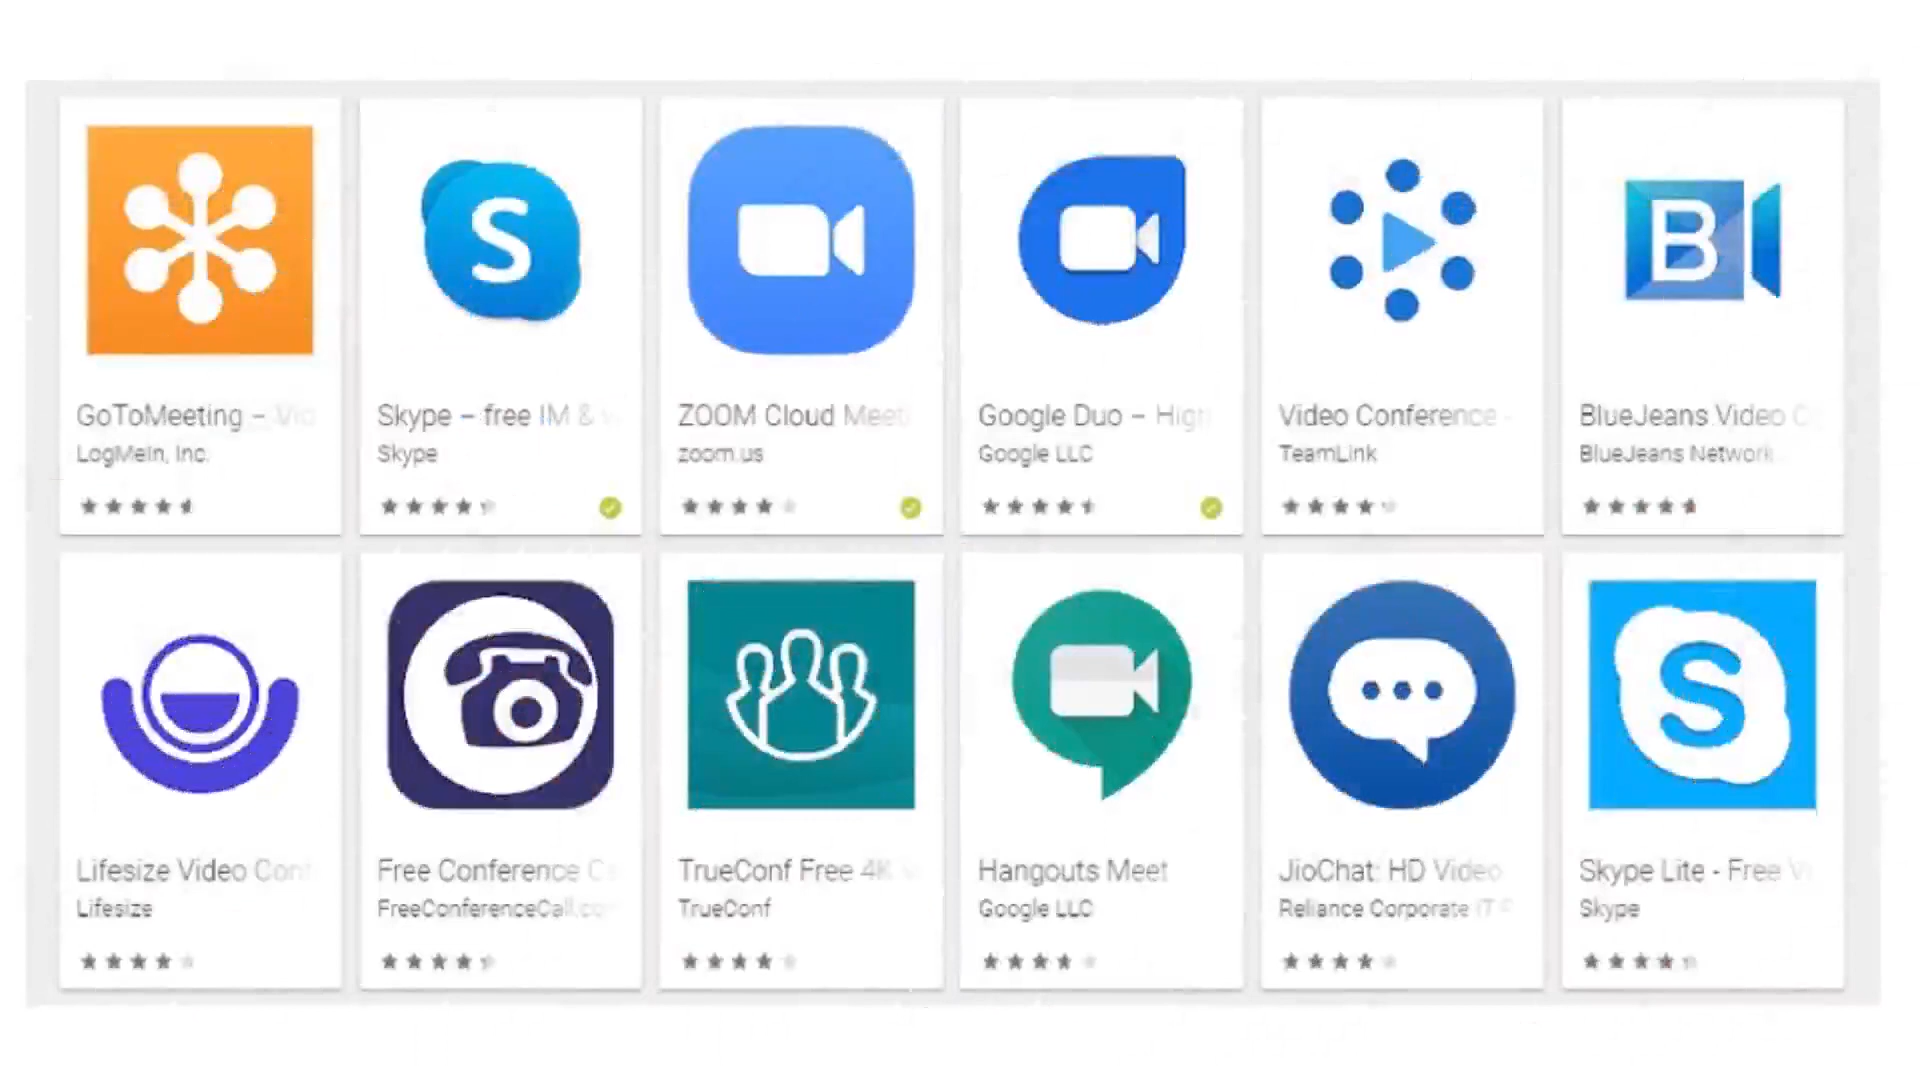 S
B
GoToMeeting –
LogMeIn, Inc.
Skype – free IM &
Skype
ZOOM Cloud Meet
zoom.us
Google Duo – High
Google LLC
Video Conference -
TeamLink
BlueJeans Video C
BlueJeans Network
S
Lifesize Video Conf
Lifesize
Free Conference C
FreeConferenceCall.com
TrueConf Free 4K
TrueConf
Hangouts Meet
Google LLC
JioChat: HD Video
Reliance Corporate IT P
Skype Lite - Free V
Skype